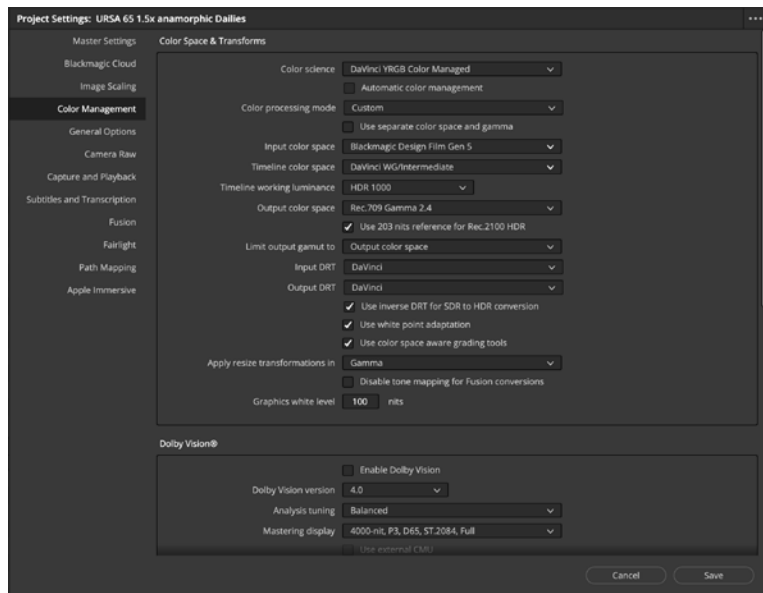 Project Settings: URSA 65 1.5x anamorphic Dailies
Master Settings
Blackmagic Cloud
Image Scaling
Color Management
General Options
Camera Raw
Capture and Playback
Subtitles and Transcription
Fusion
Fairlight
Path Mapping
Apple Immersive
Color Space & Transforms
Color science DaVinci YRGB Color Managed
Automatic color management
Color processing mode Custom
Use separate color space and gamma
Input color space Blackmagic Design Film Gen 5
Timeline color space DaVinci WG/Intermediate
Timeline working luminance HDR 1000
Output color space Rec.709 Gamma 2.4
Use 203 nits reference for Rec.2100 HDR
Limit output gamut to Output color space
Input DRT DaVinci
Output DRT DaVinci
Use inverse DRT for SDR to HDR conversion
Use white point adaptation
Use color space aware grading tools
Apply resize transformations in Gamma
Disable tone mapping for Fusion conversions
Graphics white level 100 nits
Dolby Vision®
Enable Dolby Vision
Dolby Vision version 4.0
Analysis tuning Balanced
Mastering display 4000-nit, P3, D65, ST.2084, Full
Use external CMU
Cancel Save